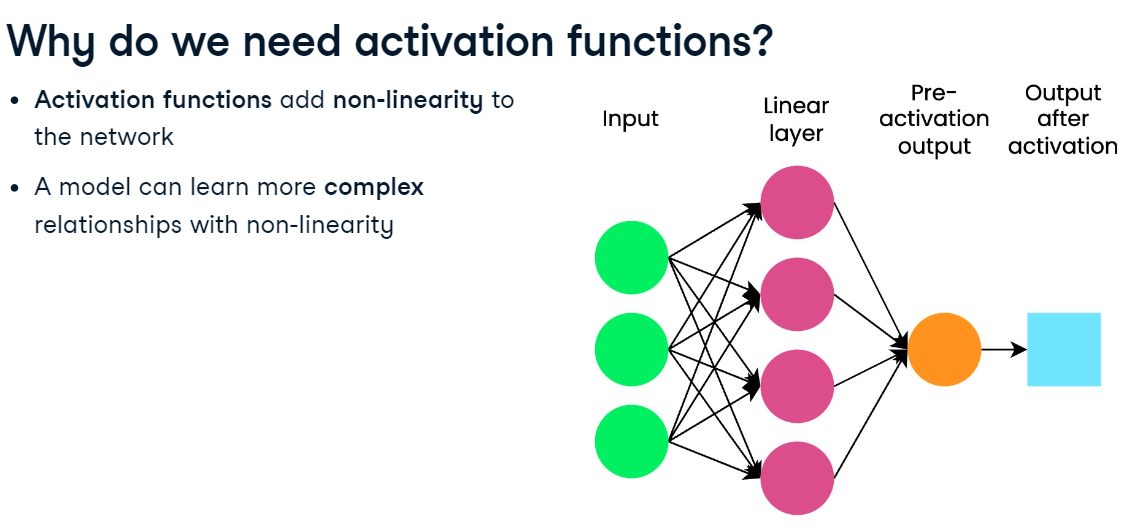 Why do we need activation functions?
• Activation functions add non-linearity to
the network
• A model can learn more complex
relationships with non-linearity
Input
Linear
layer
Pre-
activation
output
Output
after
activation